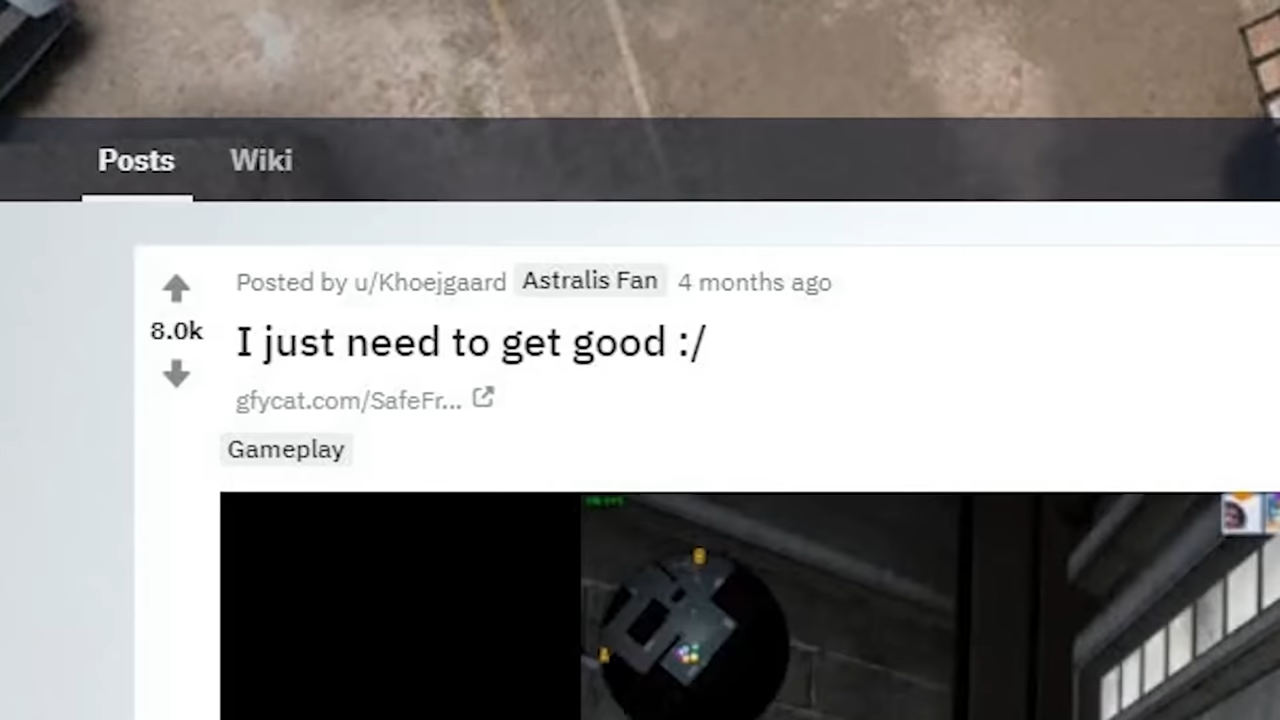 Posts Wiki
Posted by u/Khoejgaard Astralis Fan 4 months ago
8.0k
I just need to get good :/
gfycat.com/SafeFr...
Gameplay